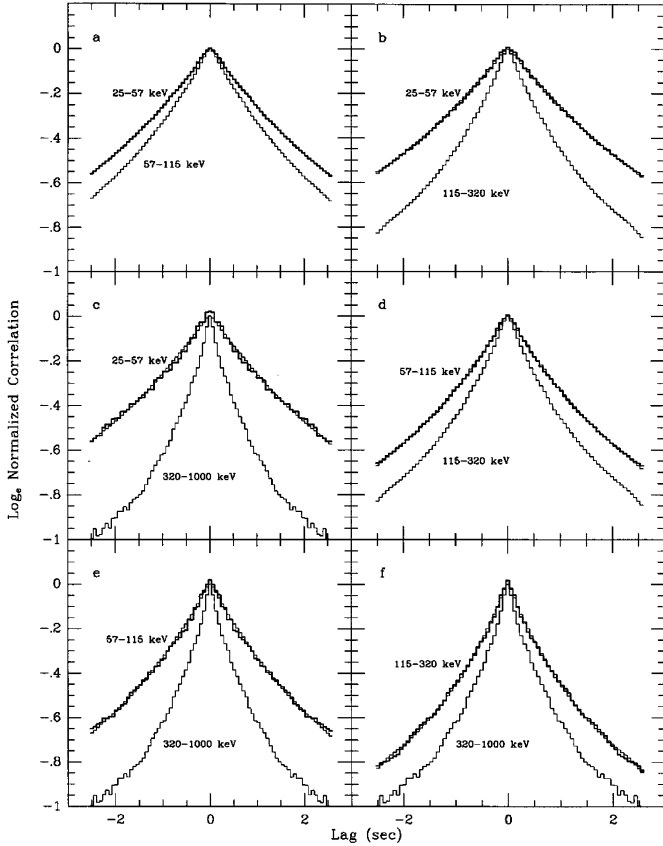 a
b
0
-.2
-.4
-.6
-.8
-1
25–57 keV
57–115 keV
25–57 keV
115–320 keV
c
d
0
-.2
-.4
-.6
-.8
-1
25–57 keV
320–1000 keV
57–115 keV
115–320 keV
e
f
0
-.2
-.4
-.6
-.8
-1
57–115 keV
320–1000 keV
115–320 keV
320–1000 keV
-2
0
2
-2
0
2
Lag (sec)
Logₑ Normalized Correlation